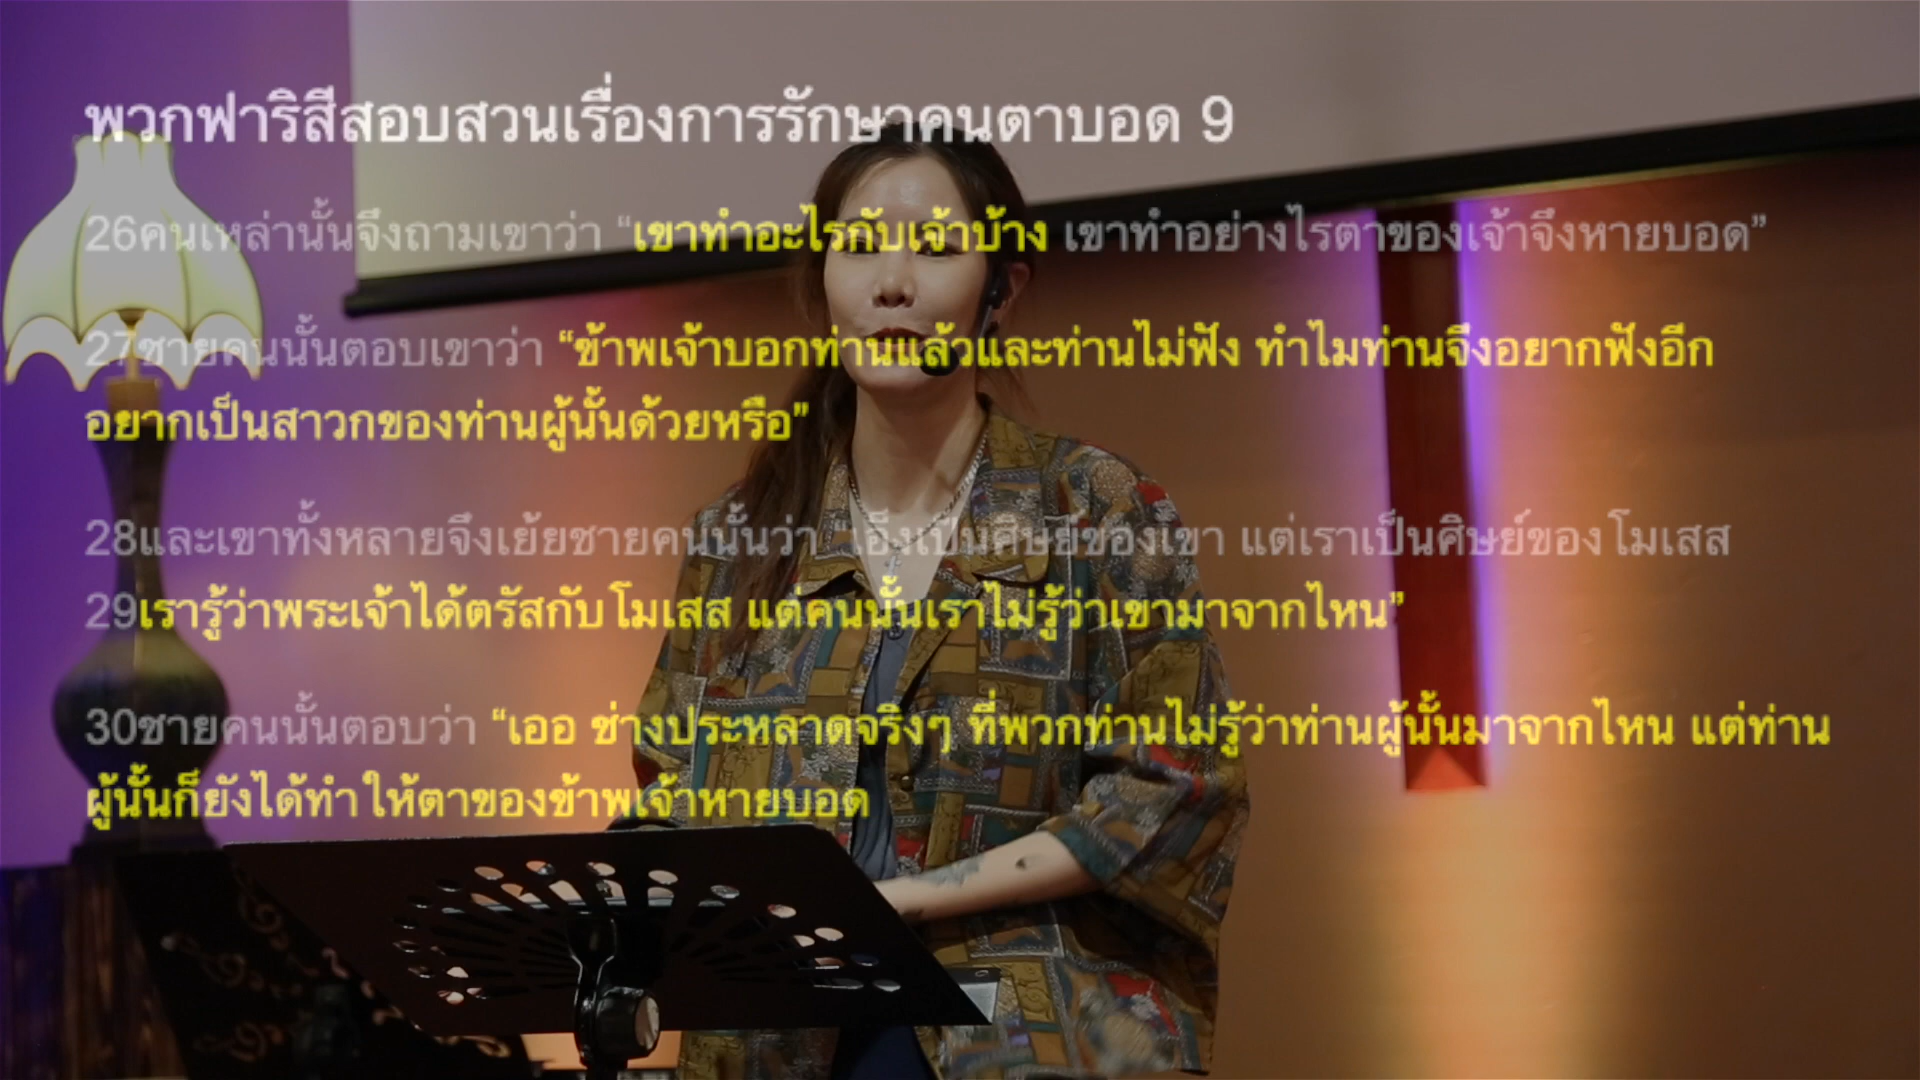 พวกฟาริสีสอบสวนเรื่องการรักษาคนตาบอด 9
26คนเหล่านั้นจึงถามเขาว่า “เขาทำอะไรกับเจ้าบ้าง เขาทำอย่างไรตาของเจ้าจึงหายบอด”
27ชายคนนั้นตอบเขาว่า “ข้าพเจ้าบอกท่านแล้วและท่านไม่ฟัง ทำไมท่านจึงอยากฟังอีก
อยากเป็นสาวกของท่านผู้นั้นด้วยหรือ”
28และเขาทั้งหลายจึงเย้ยชายคนนั้นว่า “เอ็งเป็นศิษย์ของเขา แต่เราเป็นศิษย์ของโมเสส
29เรารู้ว่าพระเจ้าได้ตรัสกับโมเสส แต่คนนั้นเราไม่รู้ว่าเขามาจากไหน”
30ชายคนนั้นตอบว่า “เออ ช่างประหลาดจริงๆ ที่พวกท่านไม่รู้ว่าท่านผู้นั้นมาจากไหน แต่ท่าน
ผู้นั้นก็ยังได้ทำให้ตาของข้าพเจ้าหายบอด